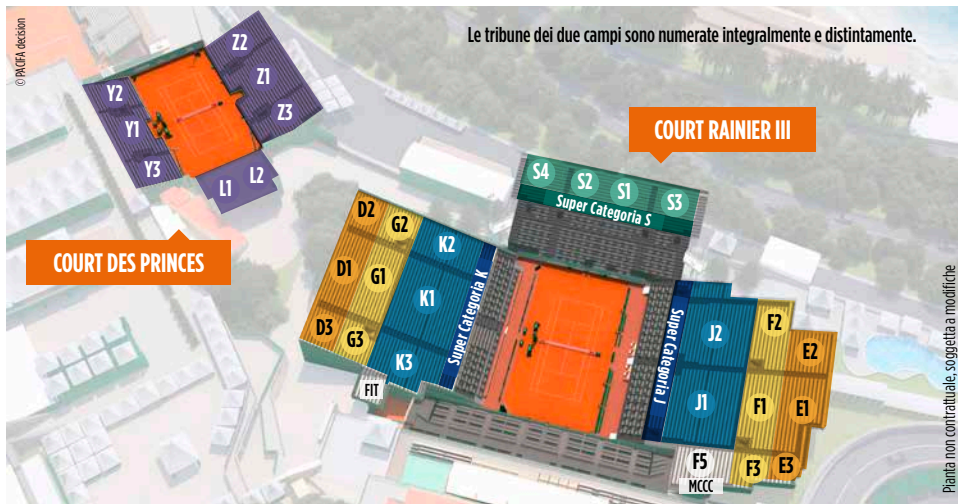 © PACIFA decision
Le tribune dei due campi sono numerate integralmente e distintamente.
Z2
Z1
Z3
Y2
Y1
Y3
L1
L2
COURT DES PRINCES
COURT RAINIER III
S4
S2
S1
S3
Super Categoria S
D2
G2
K2
D1
G1
K1
D3
G3
K3
Super Categoria K
FIT
Super Categoria J
J2
F2
E2
J1
F1
E1
F5
F3
E3
MCCC
Pianta non contrattuale, soggetta a modifiche